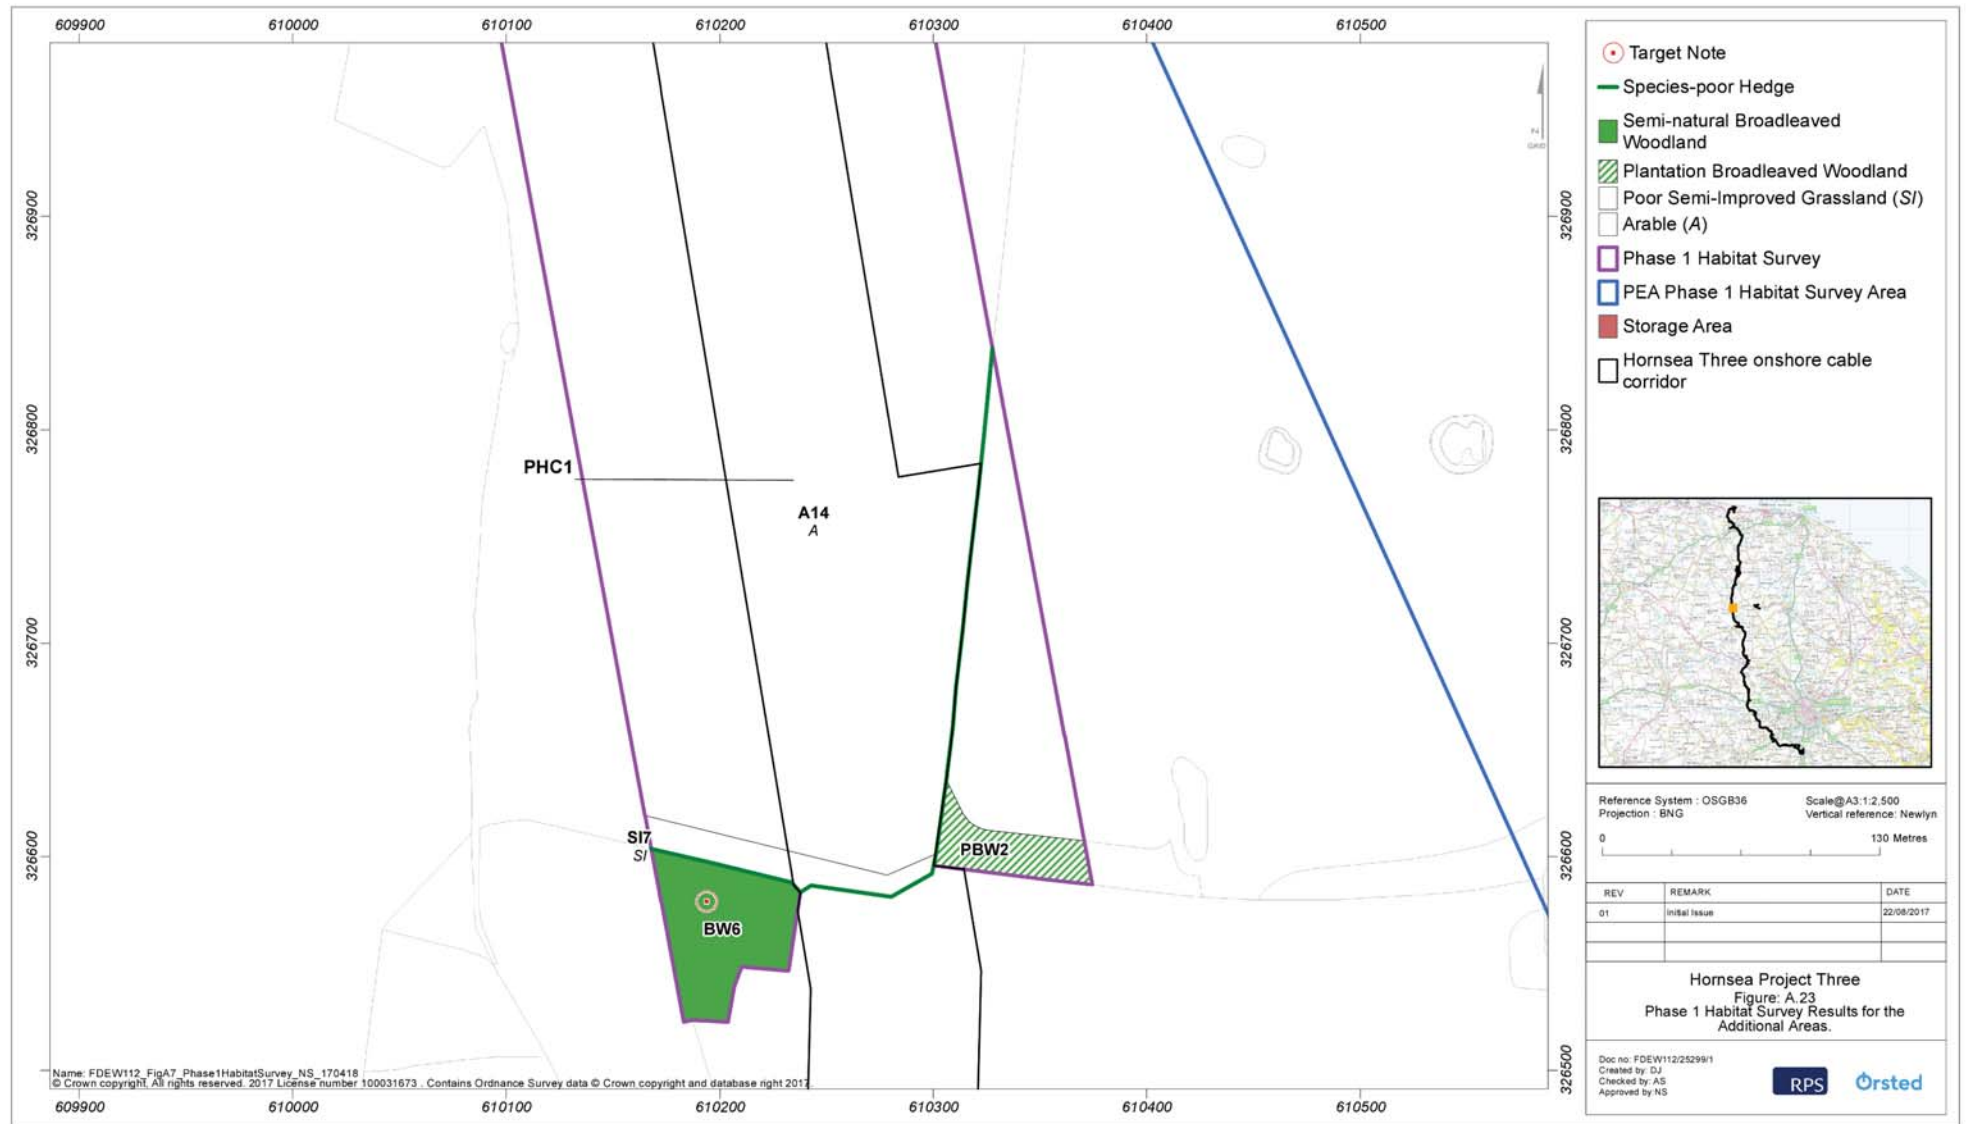 609900 610000 610100 610200 610300 610400 610500
326900
326800
326700
326600
326900
326800
326700
326600
326500
N
GRID
PHC1
A14
A
SI7
SI
BW6
PBW2
Name: FDEW112_FigA7_Phase1HabitatSurvey_NS_170418
© Crown copyright, All rights reserved. 2017 License number 100031673 . Contains Ordnance Survey data © Crown copyright and database right 2017.
609900 610000 610100 610200 610300 610400 610500
Target Note
Species-poor Hedge
Semi-natural Broadleaved
Woodland
Plantation Broadleaved Woodland
Poor Semi-Improved Grassland (SI)
Arable (A)
Phase 1 Habitat Survey
PEA Phase 1 Habitat Survey Area
Storage Area
Hornsea Three onshore cable
corridor
Reference System : OSGB36 Scale@A3:1:2,500
Projection : BNG Vertical reference: Newlyn
0 130 Metres
REV REMARK DATE
01 Initial Issue 22/08/2017
Hornsea Project Three
Figure: A.23
Phase 1 Habitat Survey Results for the
Additional Areas.
Doc no: FDEW112/25299/1
Created by: DJ
Checked by: AS
Approved by: NS
RPS
Ørsted